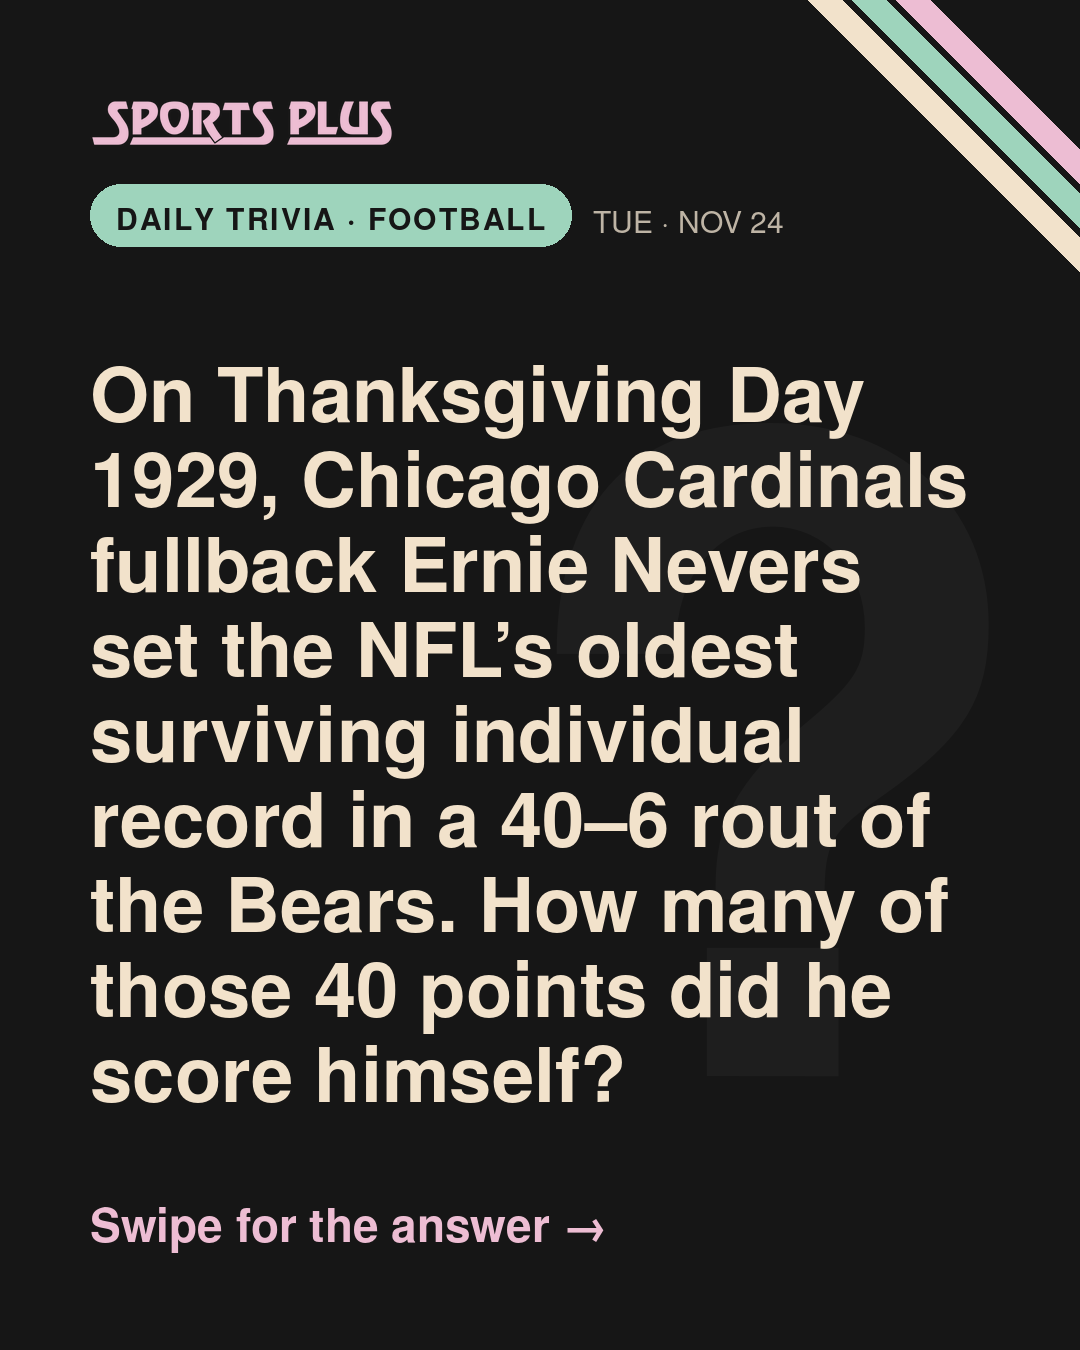 SPORTS PLUS
DAILY TRIVIA · FOOTBALL
TUE · NOV 24
On Thanksgiving Day
1929, Chicago Cardinals
fullback Ernie Nevers
set the NFL’s oldest
surviving individual
record in a 40–6 rout of
the Bears. How many of
those 40 points did he
score himself?
?
Swipe for the answer →